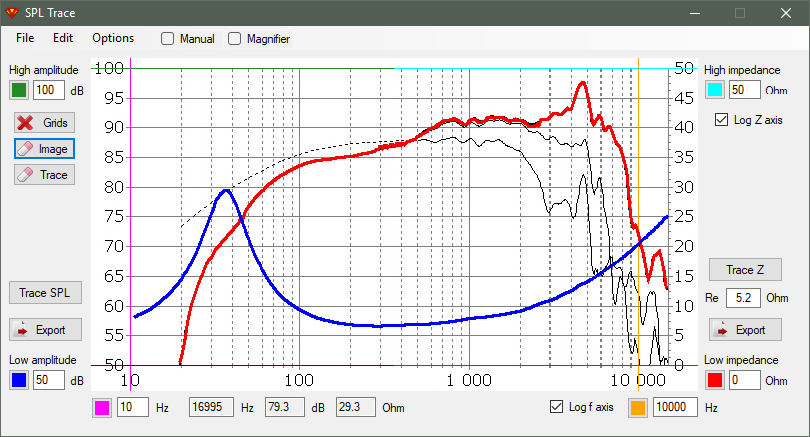 SPL Trace
File Edit Options Manual Magnifier
High amplitude
100 dB
Grids
Image
Trace
Trace SPL
Export
Low amplitude
50 dB
100
95
90
85
80
75
70
65
60
55
50
50
45
40
35
30
25
20
15
10
5
0
10 100 1 000 10 000
High impedance
50 Ohm
Log Z axis
Trace Z
Re 5.2 Ohm
Export
Low impedance
0 Ohm
10 Hz 16995 Hz 79.3 dB 29.3 Ohm Log f axis 10000 Hz